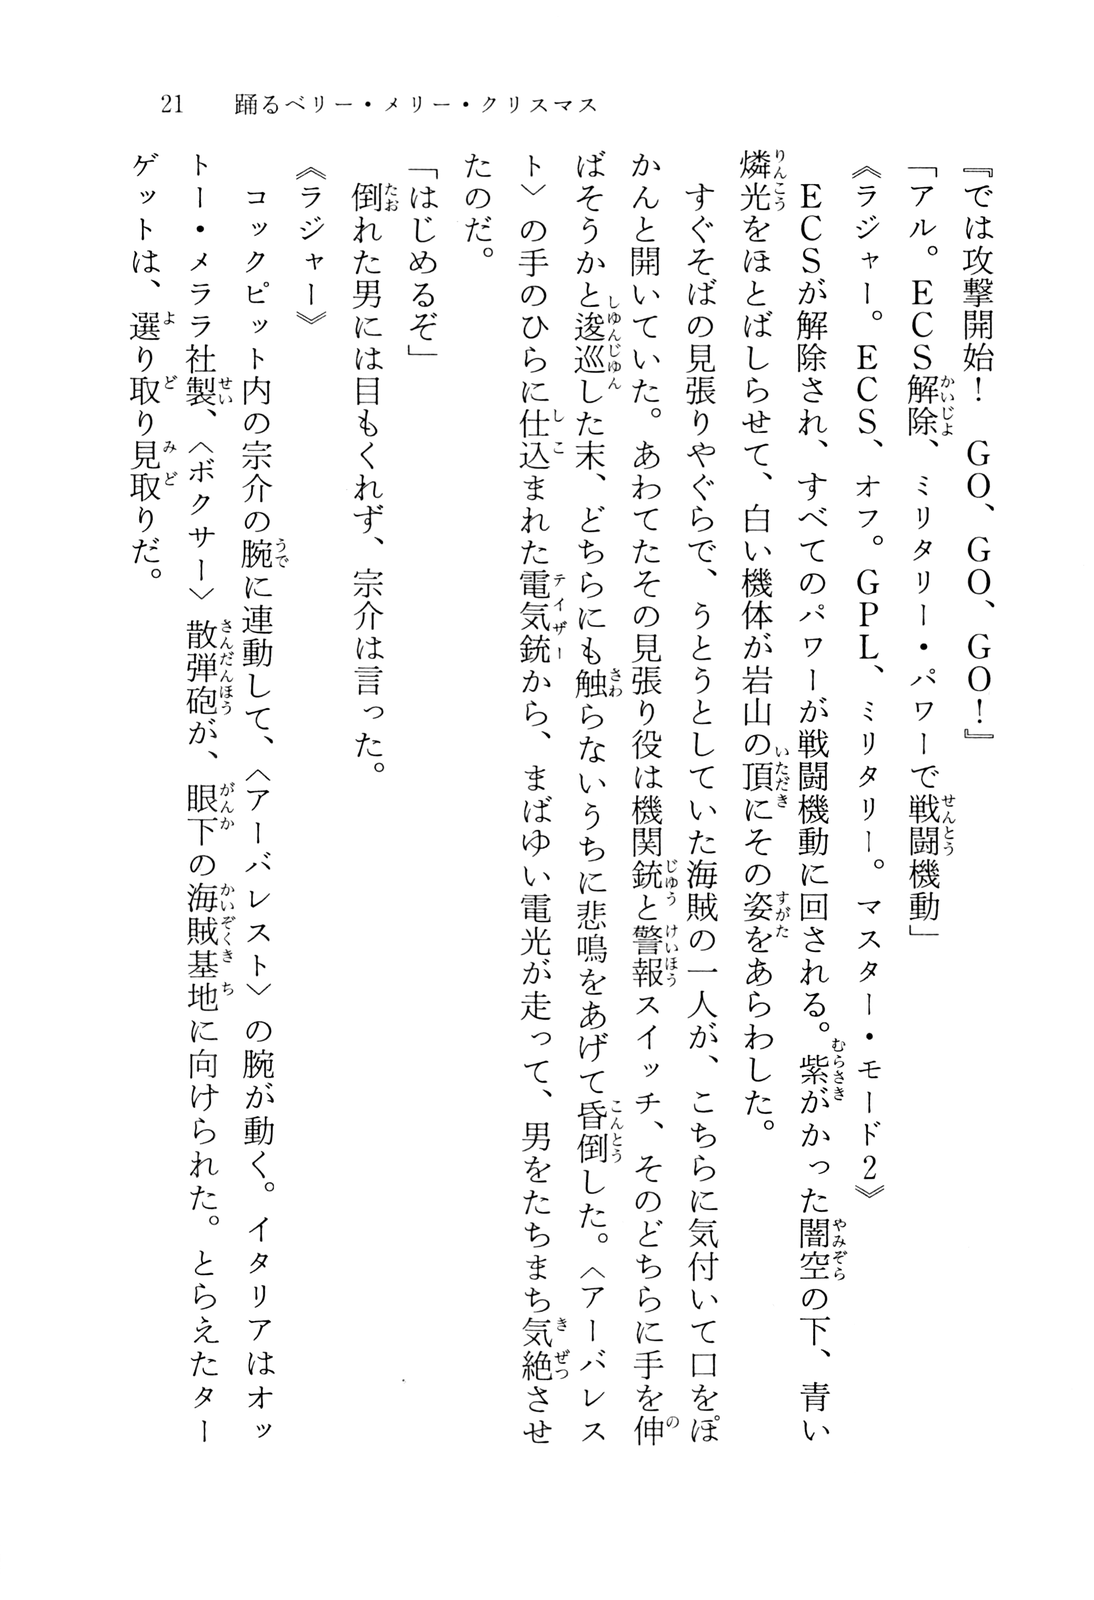 21　踊るベリー・メリー・クリスマス
『では攻撃開始！　GO、GO、GO！』
「アル。ECS解除、ミリタリー・パワーで戦闘機動」
《ラジャー。ECS、オフ。GPL、ミリタリー。マスター・モード2》
　ECSが解除され、すべてのパワーが戦闘機動に回される。紫がかった闇空の下、青い
燐光をほとばしらせて、白い機体が岩山の頂にその姿をあらわした。
　すぐそばの見張りやぐらで、うとうとしていた海賊の一人が、こちらに気付いて口をぽ
かんと開いていた。あわてたその見張り役は機関銃と警報スイッチ、そのどちらに手を伸
ばそうかと逡巡した末、どちらにも触らないうちに悲鳴をあげて昏倒した。〈アーバレス
ト〉の手のひらに仕込まれた電気銃から、まばゆい電光が走って、男をたちまち気絶させ
たのだ。
「はじめるぞ」
　倒れた男には目もくれず、宗介は言った。
《ラジャー》
　コックピット内の宗介の腕に連動して、〈アーバレスト〉の腕が動く。イタリアはオッ
トー・メララ社製、〈ボクサー〉散弾砲が、眼下の海賊基地に向けられた。とらえたター
ゲットは、選り取り見取りだ。